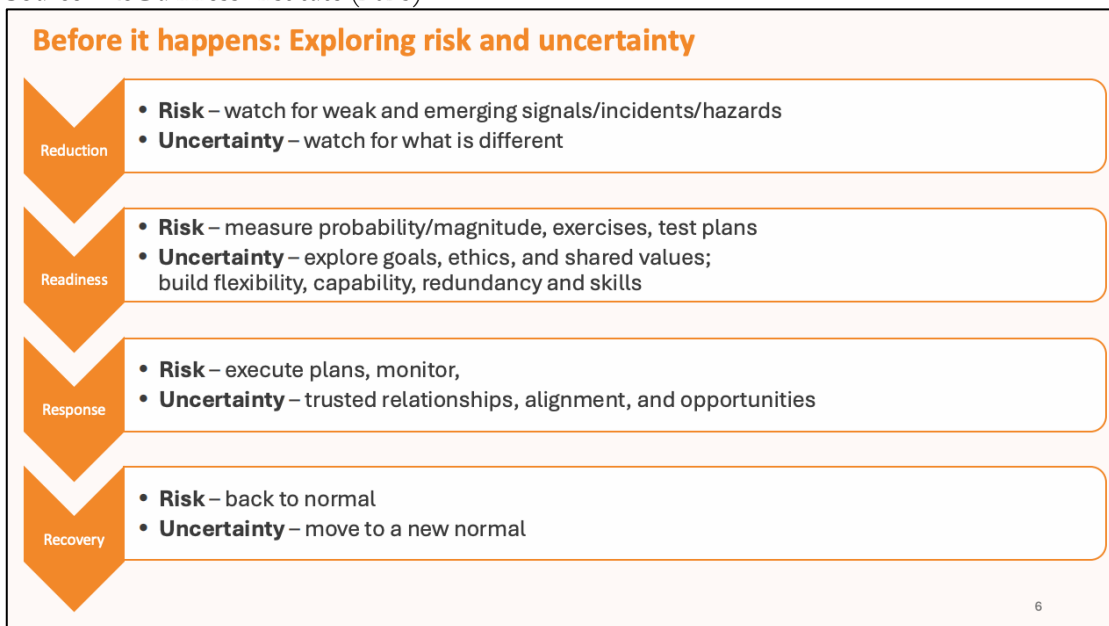 Before it happens: Exploring risk and uncertainty
Reduction
• Risk – watch for weak and emerging signals/incidents/hazards
• Uncertainty – watch for what is different
Readiness
• Risk – measure probability/magnitude, exercises, test plans
• Uncertainty – explore goals, ethics, and shared values;
build flexibility, capability, redundancy and skills
Response
• Risk – execute plans, monitor,
• Uncertainty – trusted relationships, alignment, and opportunities
Recovery
• Risk – back to normal
• Uncertainty – move to a new normal
6